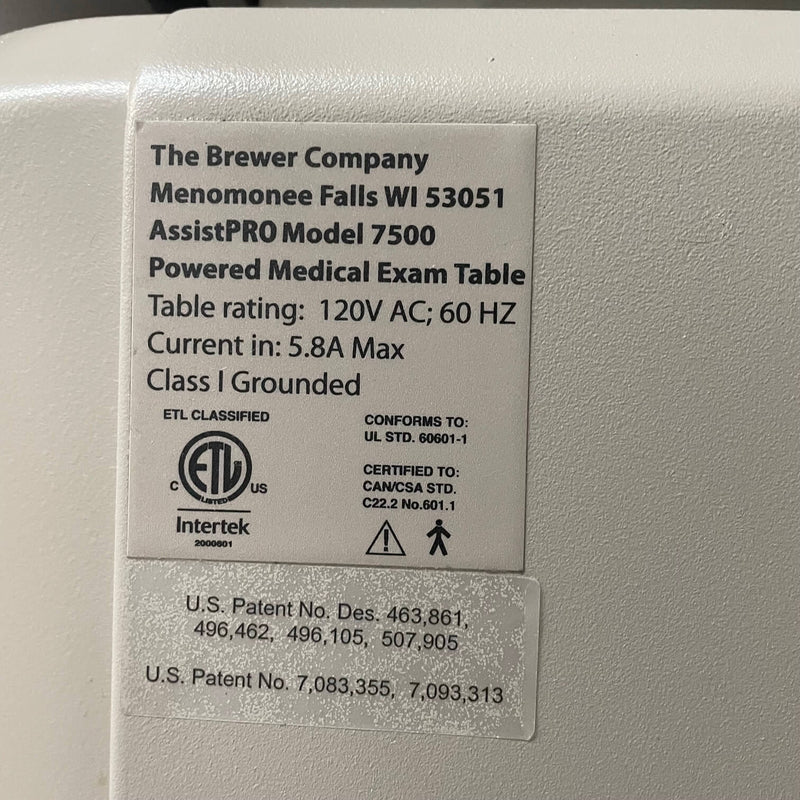 The Brewer Company
Menomonee Falls WI 53051
AssistPRO Model 7500
Powered Medical Exam Table
Table rating: 120V AC; 60 HZ
Current in: 5.8A Max
Class I Grounded
ETL CLASSIFIED
ETL
LISTED
C US
Intertek
2000601
CONFORMS TO:
UL STD. 60601-1
CERTIFIED TO:
CAN/CSA STD.
C22.2 No.601.1
U.S. Patent No. Des. 463,861,
496,462, 496,105, 507,905
U.S. Patent No. 7,083,355, 7,093,313